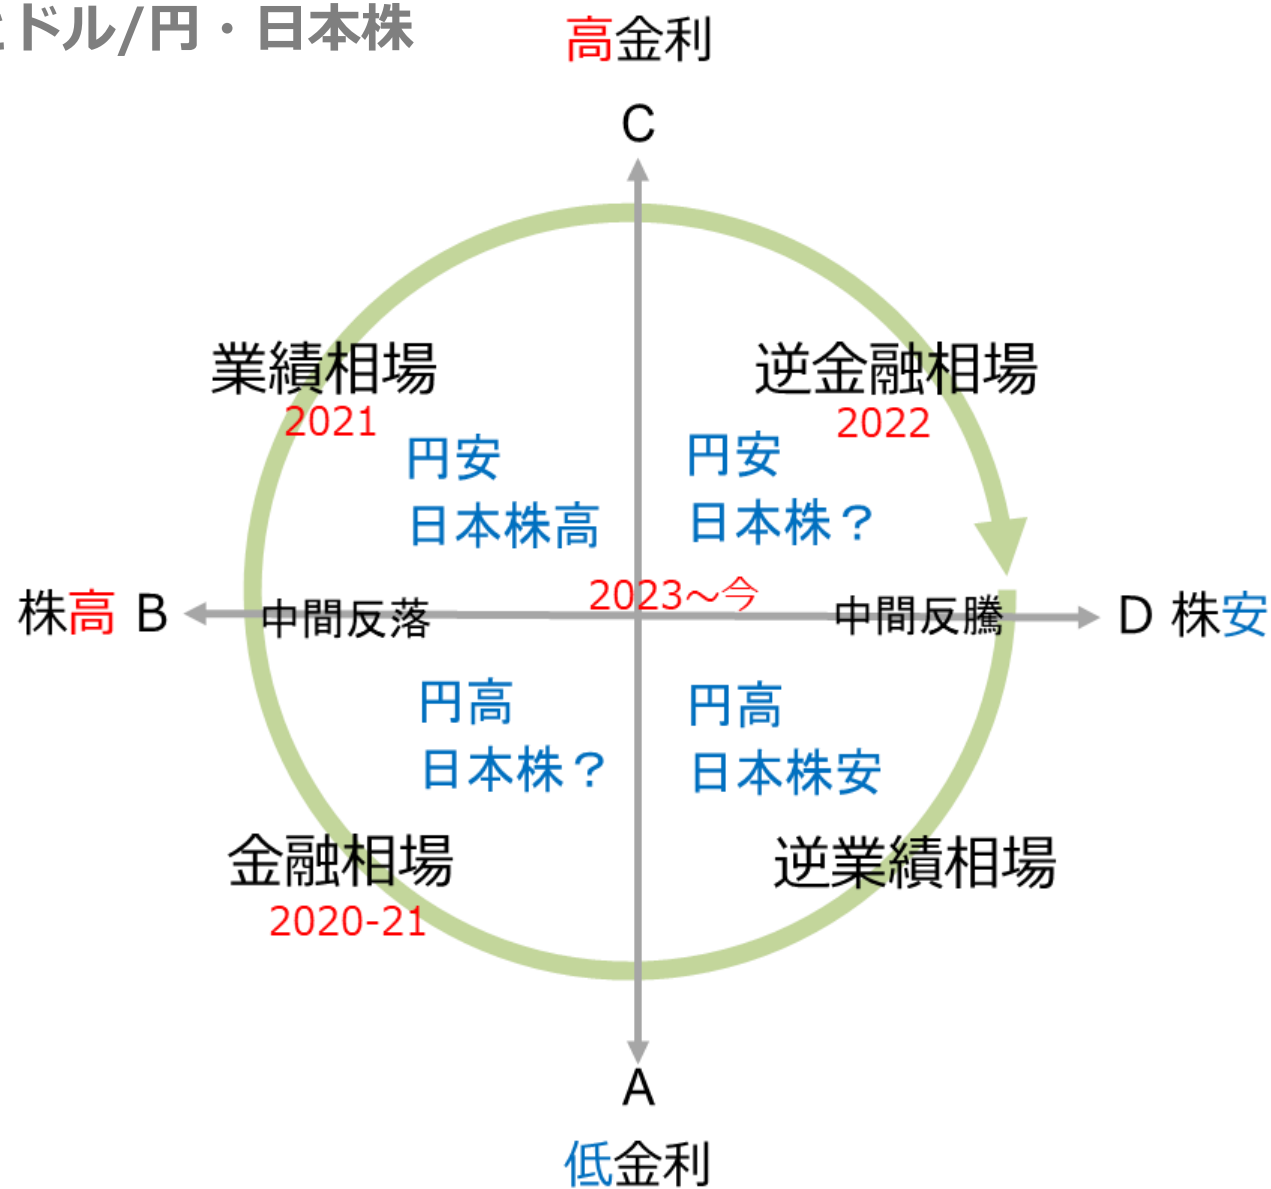 とドル/円・日本株
高金利
C
業績相場
2021
逆金融相場
2022
円安
日本株高
円安
日本株？
株高 B
中間反落
2023～今
中間反騰
D 株安
円高
日本株？
円高
日本株安
金融相場
2020-21
逆業績相場
A
低金利